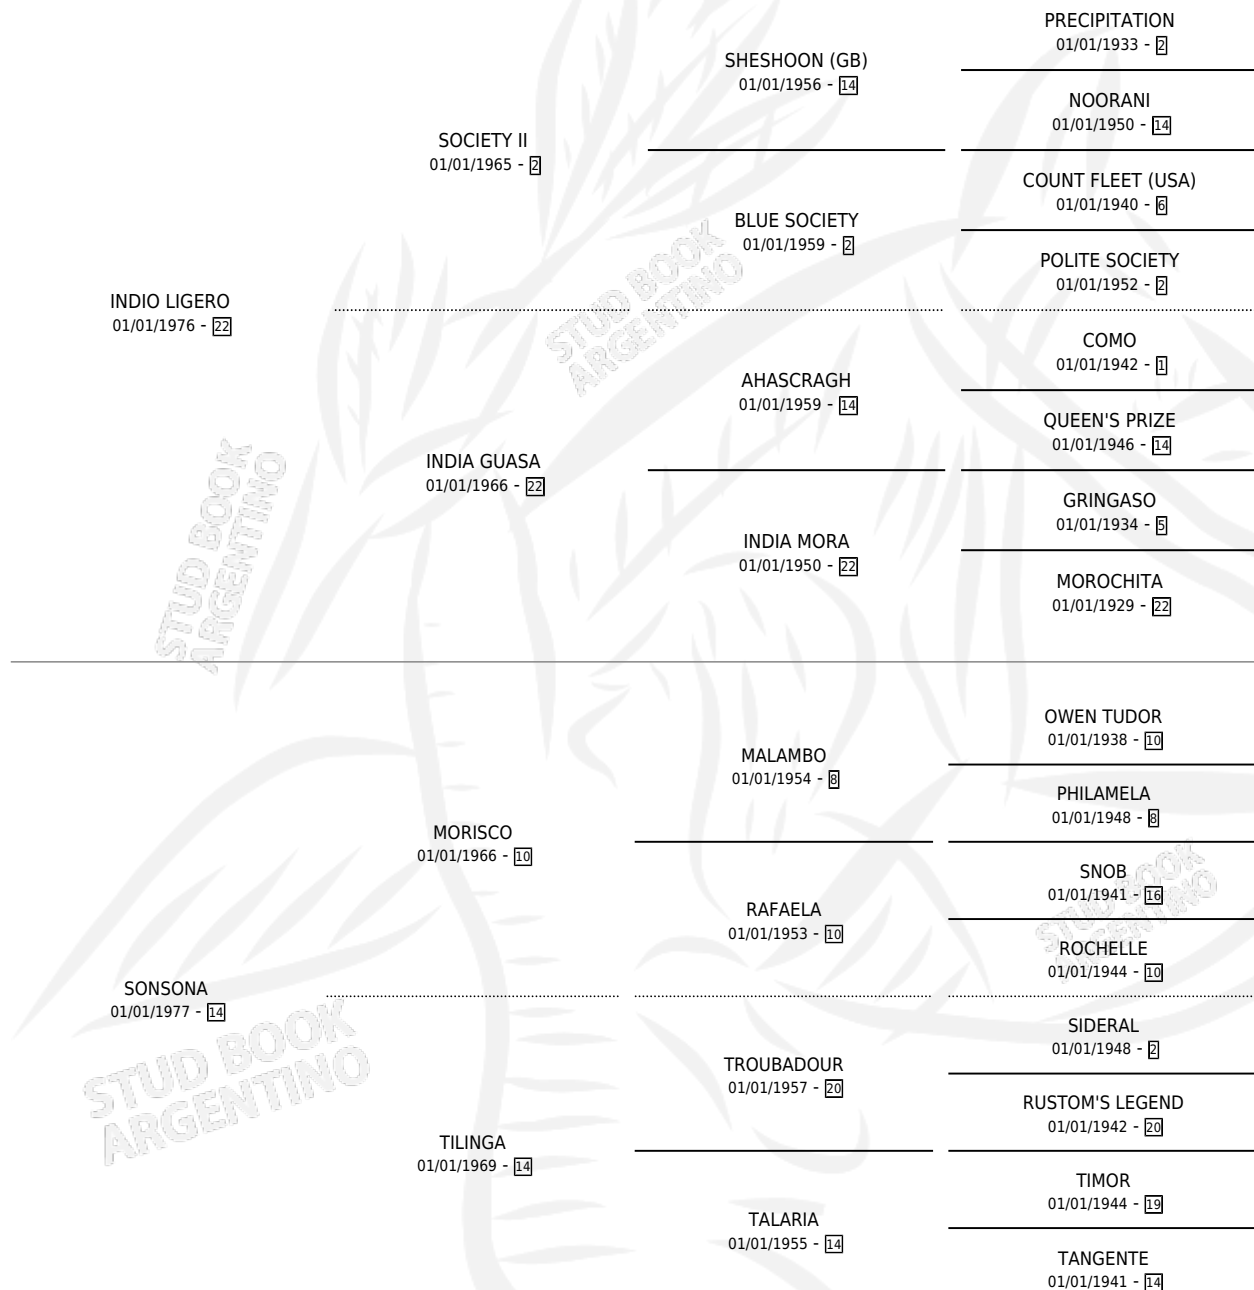 PRECIPITATION
01/01/1933 - 2
SHESHOON (GB)
01/01/1956 - 14
NOORANI
01/01/1950 - 14
SOCIETY II
01/01/1965 - 2
COUNT FLEET (USA)
01/01/1940 - 6
BLUE SOCIETY
01/01/1959 - 2
POLITE SOCIETY
01/01/1952 - 2
INDIO LIGERO
01/01/1976 - 22
COMO
01/01/1942 - 1
AHASCRAGH
01/01/1959 - 14
QUEEN'S PRIZE
01/01/1946 - 14
INDIA GUASA
01/01/1966 - 22
GRINGASO
01/01/1934 - 5
INDIA MORA
01/01/1950 - 22
MOROCHITA
01/01/1929 - 22
OWEN TUDOR
01/01/1938 - 10
MALAMBO
01/01/1954 - 8
PHILAMELA
01/01/1948 - 8
MORISCO
01/01/1966 - 10
SNOB
01/01/1941 - 16
RAFAELA
01/01/1953 - 10
ROCHELLE
01/01/1944 - 10
SONSONA
01/01/1977 - 14
SIDERAL
01/01/1948 - 2
TROUBADOUR
01/01/1957 - 20
RUSTOM'S LEGEND
01/01/1942 - 20
TILINGA
01/01/1969 - 14
TIMOR
01/01/1944 - 19
TALARIA
01/01/1955 - 14
TANGENTE
01/01/1941 - 14
STUD BOOK
ARGENTINO
STUD BOOK
ARGENTINO
STUD BOOK
ARGENTINO
STUD BOOK
ARGENTINO